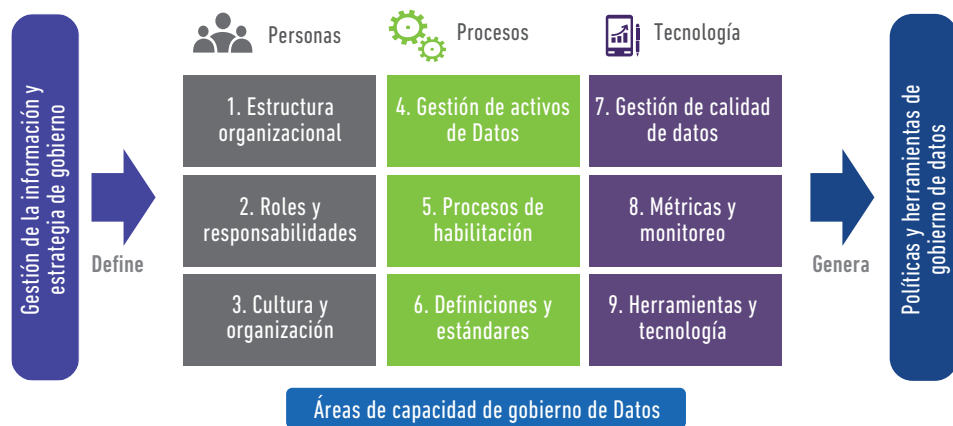 Gestión de la información y
estrategia de gobierno
Define
Personas
1. Estructura
organizacional
2. Roles y
responsabilidades
3. Cultura y
organización
Procesos
4. Gestión de activos
de Datos
5. Procesos de
habilitación
6. Definiciones y
estándares
Tecnología
7. Gestión de calidad
de datos
8. Métricas y
monitoreo
9. Herramientas y
tecnología
Genera
Políticas y herramientas de
gobierno de datos
Áreas de capacidad de gobierno de Datos